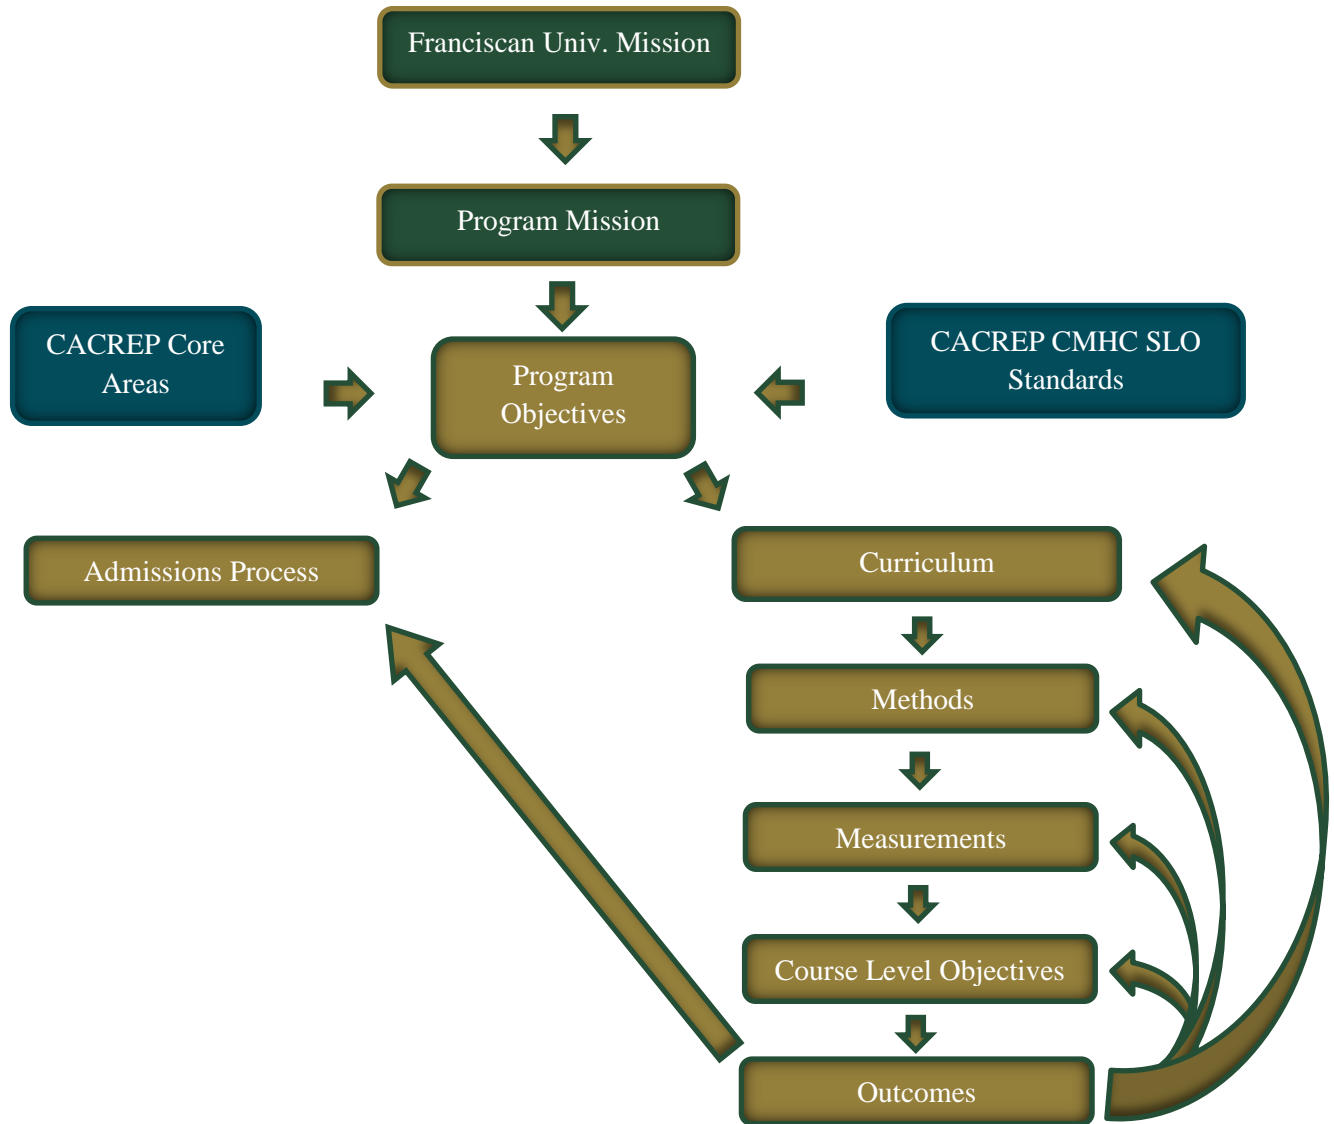 Franciscan Univ. Mission
Program Mission
CACREP Core
Areas
Program
Objectives
CACREP CMHC SLO
Standards
Admissions Process
Curriculum
Methods
Measurements
Course Level Objectives
Outcomes